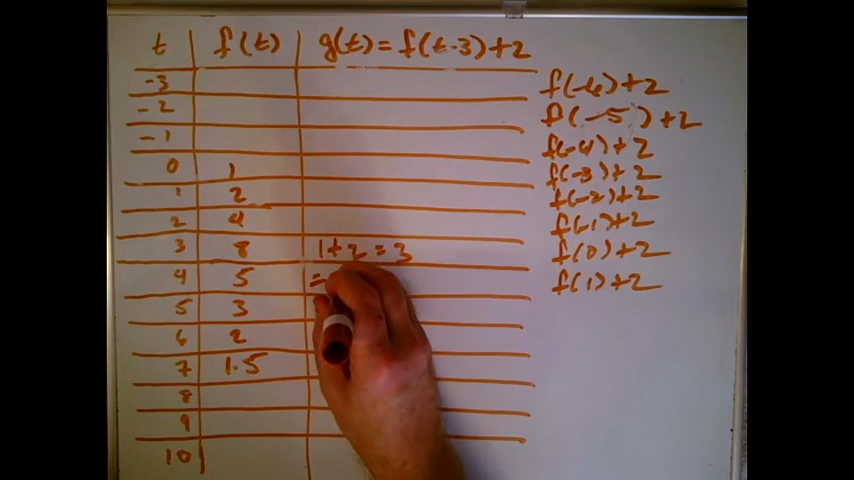 t f(t) g(t)=f(t-3)+2
-3 f(-6)+2
-2 f(-5)+2
-1 f(-4)+2
0 1 f(-3)+2
1 2 f(-2)+2
2 4 f(-1)+2
3 8 1+2=3 f(0)+2
4 5 = f(1)+2
5 3
6 2
7 1.5
8
9
10